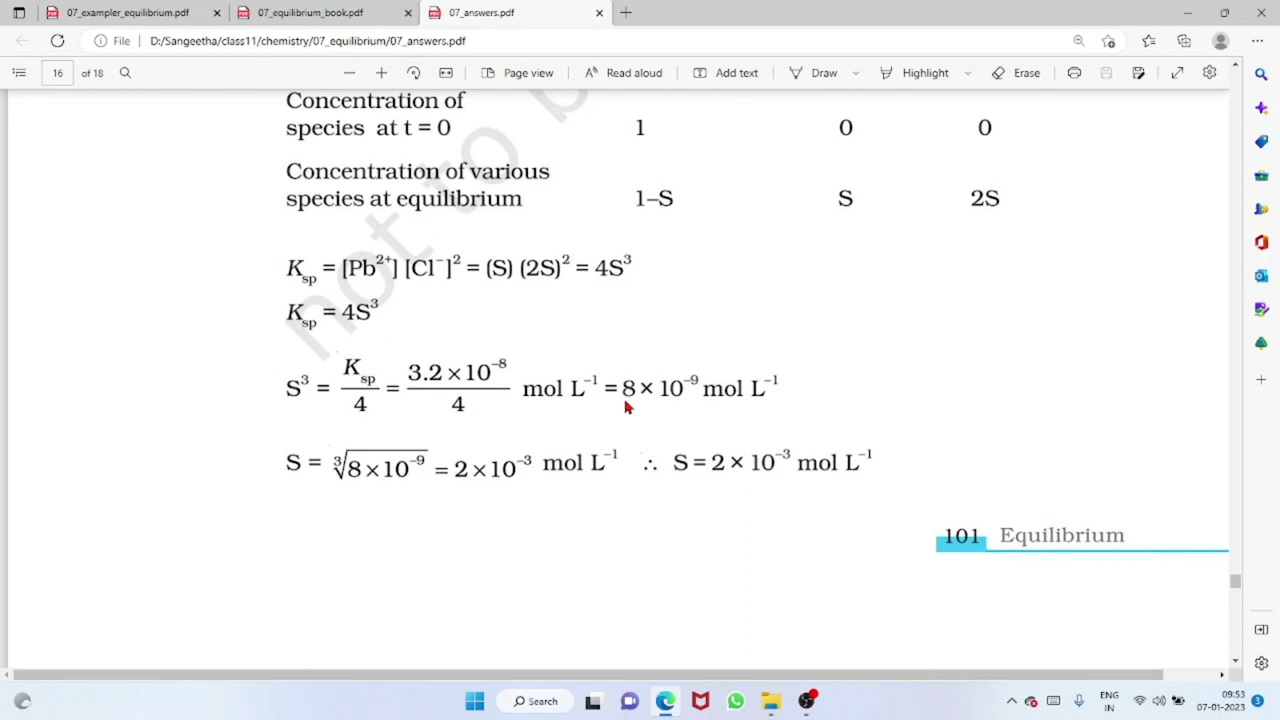 07_exampler_equilibrium.pdf 07_equilibrium_book.pdf 07_answers.pdf
File D:/Sangeetha/class11/chemistry/07_equilibrium/07_answers.pdf
16 of 18 Page view Read aloud Add text Draw Highlight Erase
Concentration of
species at t = 0 1 0 0
Concentration of various
species at equilibrium 1–S S 2S
Ksp = [Pb²⁺] [Cl⁻]² = (S) (2S)² = 4S³
Ksp = 4S³
S³ = Ksp/4 = 3.2 × 10⁻⁸/4 mol L⁻¹ = 8 × 10⁻⁹ mol L⁻¹
S = ∛8 × 10⁻⁹ = 2 × 10⁻³ mol L⁻¹ ∴ S = 2 × 10⁻³ mol L⁻¹
101 Equilibrium
not to b
Search
ENG
IN
09:53
07-01-2023
3